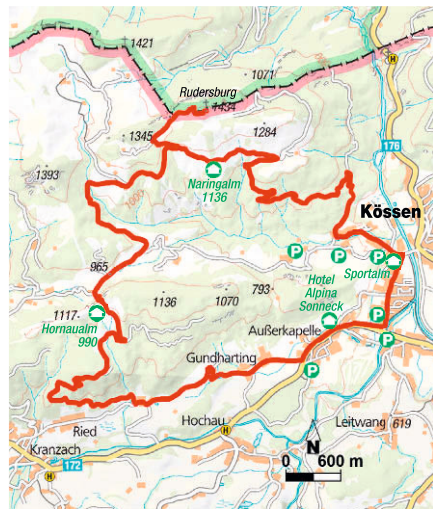 1421
Rudersburg
1071
1434
H
1345
1284
176
1393
Naringalm
1136
1000
Kössen
P
P
P
Sportalm
965
1136
1070
793
Hotel
Alpina
Sonneck
1117
Hornaualm
990
P
Außerkapelle
P
Gundharting
P
Hochau
Leitwang
619
Ried
H
Kranzach
172
H
N
0
600 m